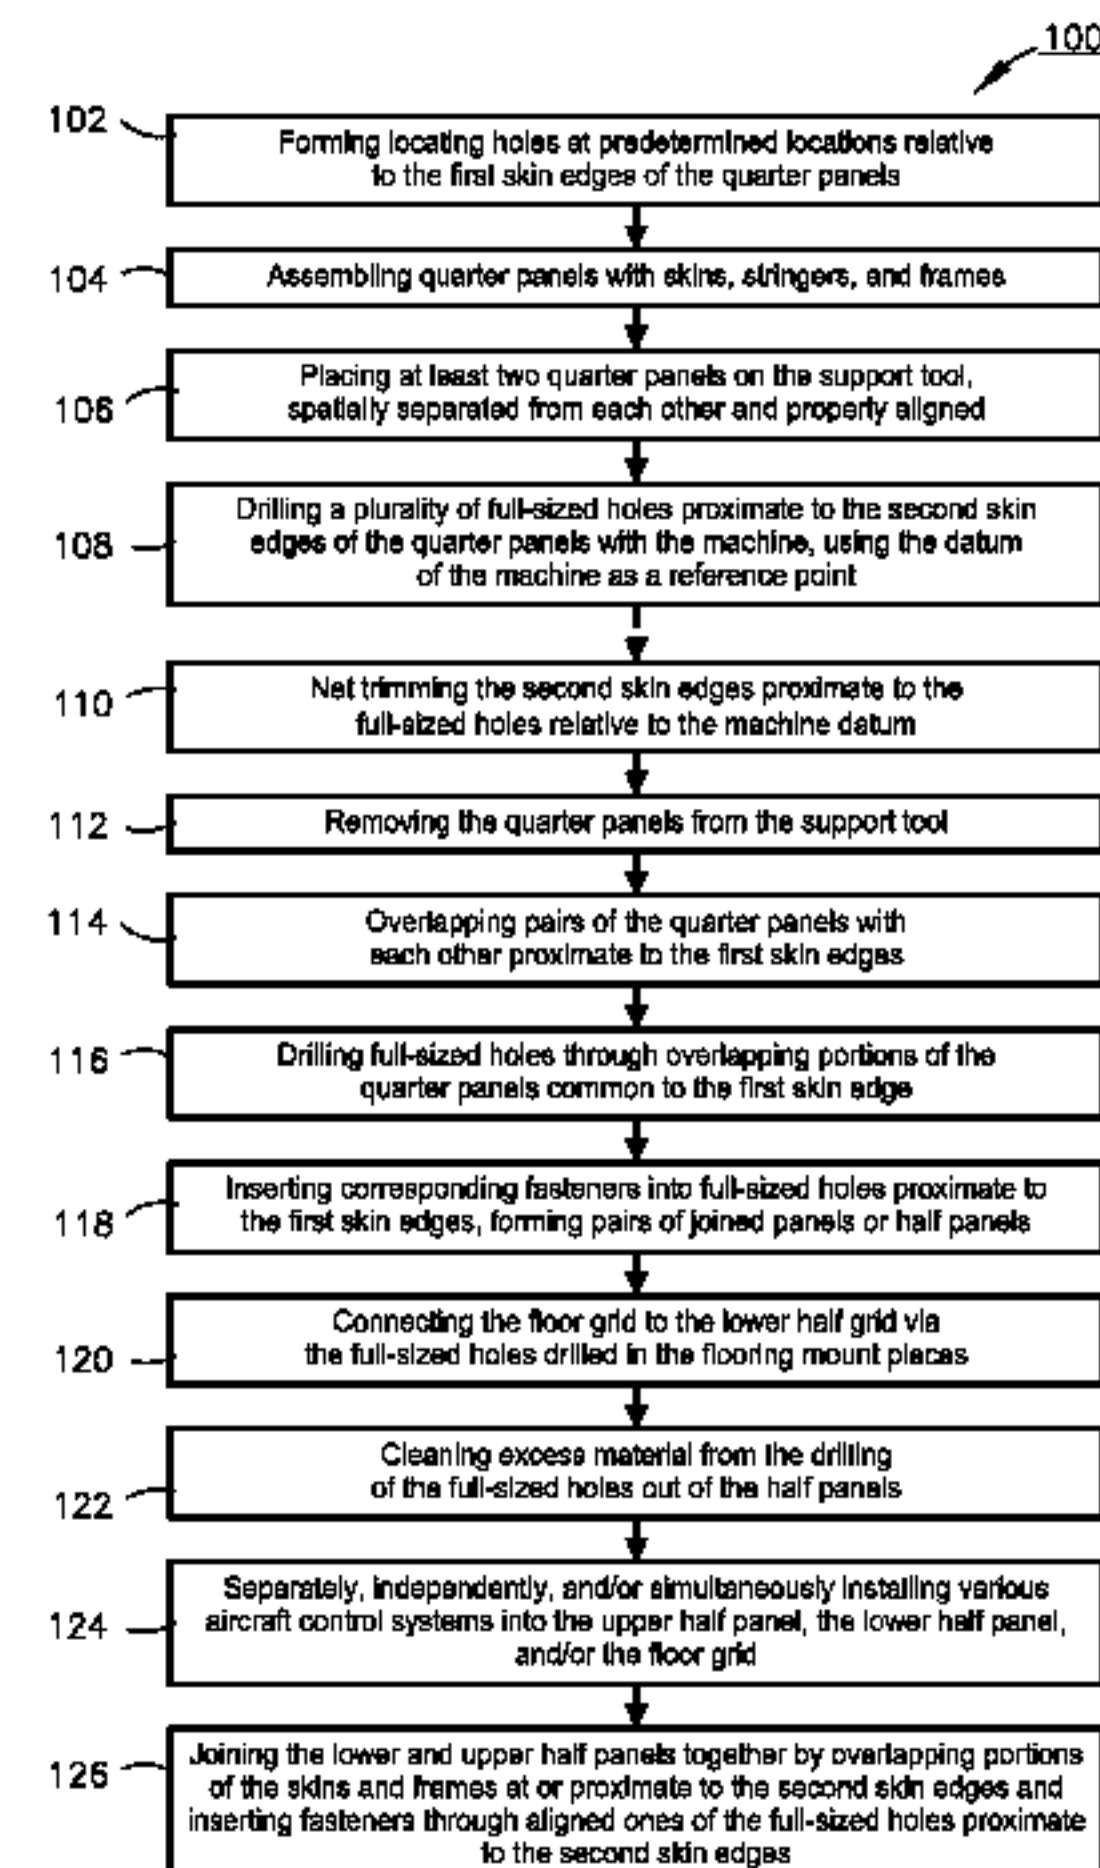 100
102
Forming locating holes at predetermined locations relative
to the first skin edges of the quarter panels
104
Assembling quarter panels with skins, stringers, and frames
106
Placing at least two quarter panels on the support tool,
spatially separated from each other and properly aligned
108
Drilling a plurality of full-sized holes proximate to the second skin
edges of the quarter panels with the machine, using the datum
of the machine as a reference point
110
Net trimming the second skin edges proximate to the
full-sized holes relative to the machine datum
112
Removing the quarter panels from the support tool
114
Overlapping pairs of the quarter panels with
each other proximate to the first skin edges
116
Drilling full-sized holes through overlapping portions of the
quarter panels common to the first skin edge
118
Inserting corresponding fasteners into full-sized holes proximate to
the first skin edges, forming pairs of joined panels or half panels
120
Connecting the floor grid to the lower half grid via
the full-sized holes drilled in the flooring mount places
122
Cleaning excess material from the drilling
of the full-sized holes out of the half panels
124
Separately, independently, and/or simultaneously installing various
aircraft control systems into the upper half panel, the lower half panel,
and/or the floor grid
126
Joining the lower and upper half panels together by overlapping portions
of the skins and frames at or proximate to the second skin edges and
inserting fasteners through aligned ones of the full-sized holes proximate
to the second skin edges